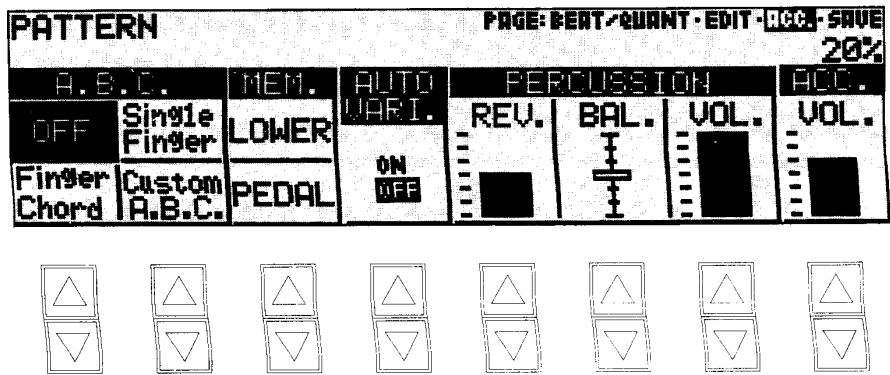 PATTERN
PAGE: BEAT/QUANT · EDIT · ACC. · SAVE
20%
A.B.C. MEM. AUTO VARI. PERCUSSION ACC.
OFF Single Finger LOWER REV. BAL. VOL. VOL.
Finger Chord Custom A.B.C. PEDAL ON OFF